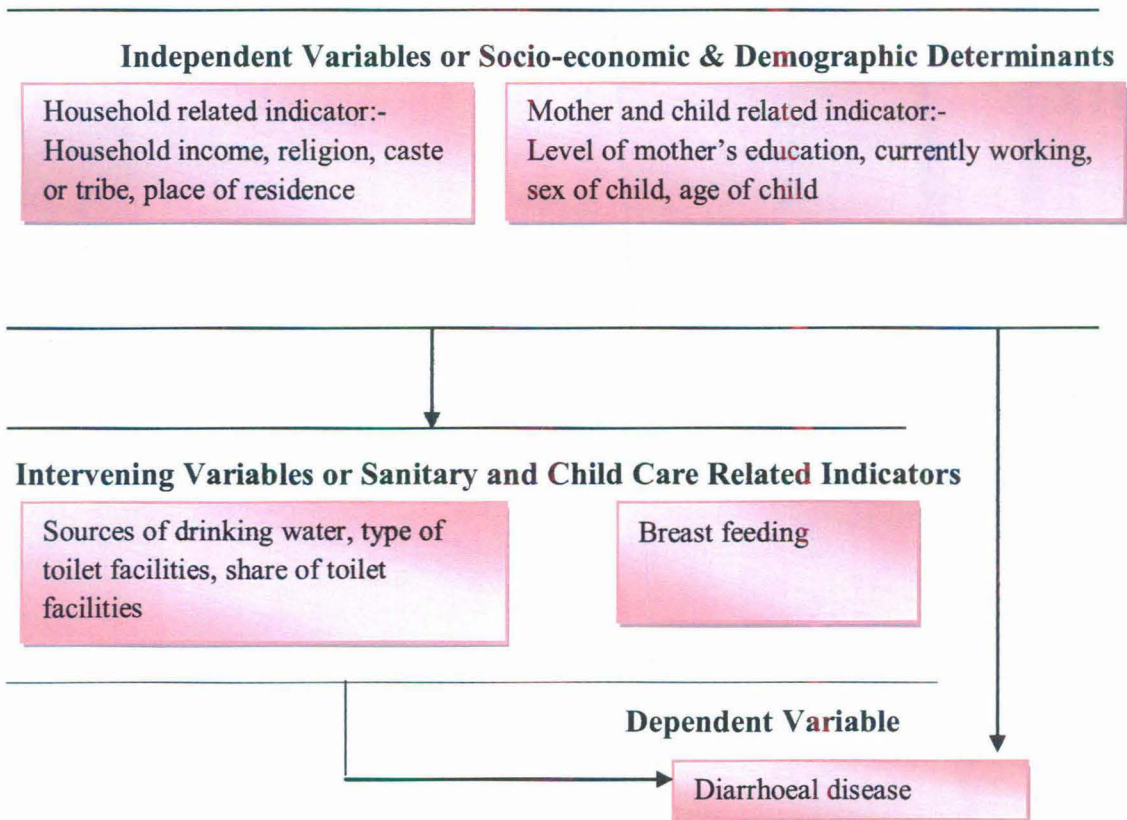 Independent Variables or Socio-economic & Demographic Determinants
Household related indicator:-
Household income, religion, caste
or tribe, place of residence
Mother and child related indicator:-
Level of mother's education, currently working,
sex of child, age of child
Intervening Variables or Sanitary and Child Care Related Indicators
Sources of drinking water, type of
toilet facilities, share of toilet
facilities
Breast feeding
Dependent Variable
Diarrhoeal disease